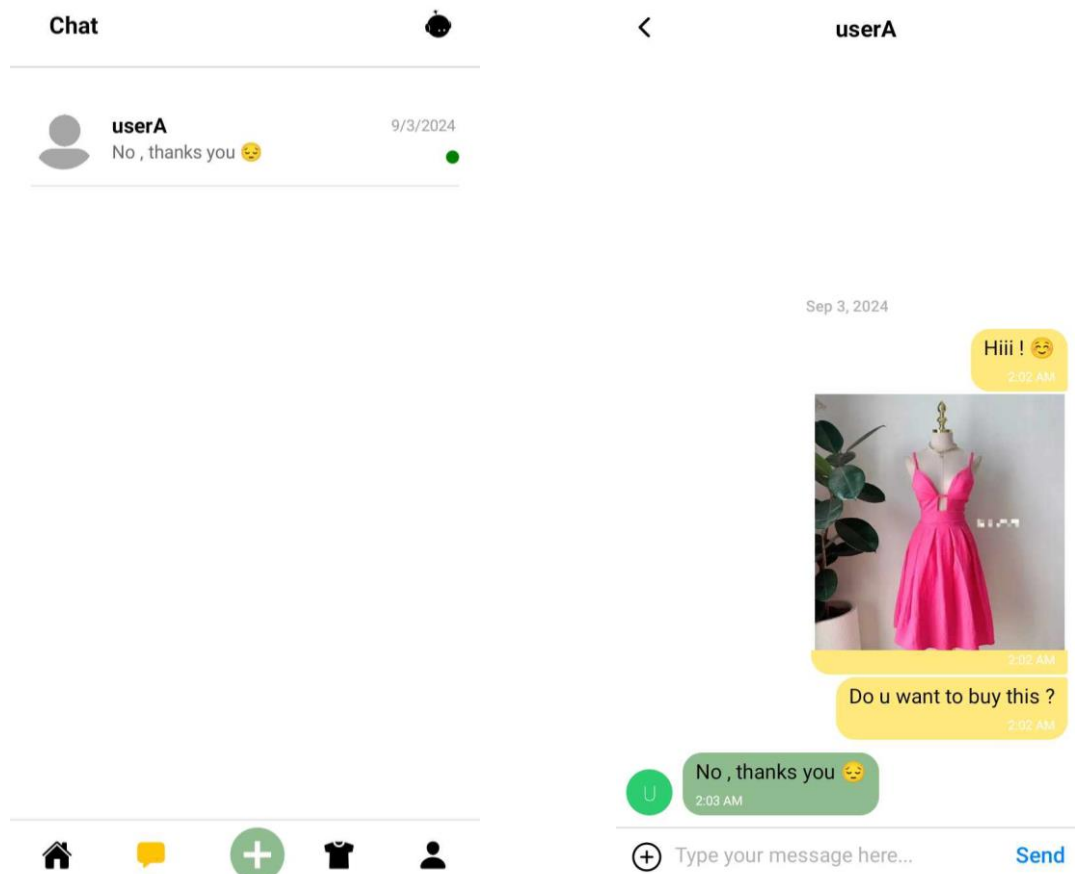 Chat
userA
9/3/2024
No , thanks you 😔
userA
Sep 3, 2024
Hiii ! ☺️
2:02 AM
2:02 AM
Do u want to buy this ?
2:02 AM
No , thanks you 😔
U
2:03 AM
Type your message here...
Send